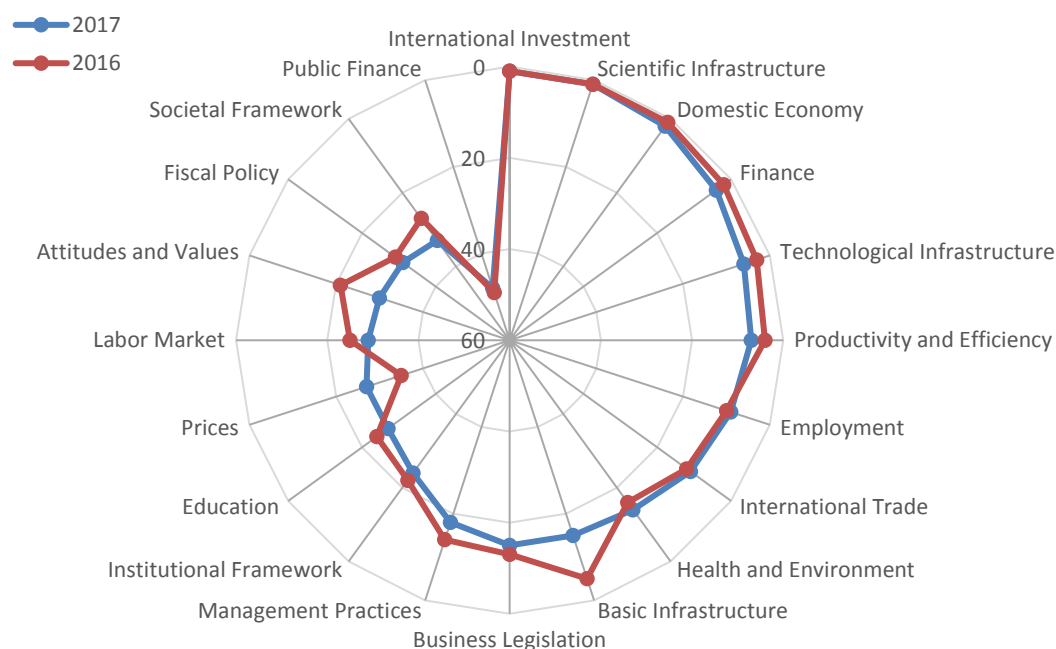 2017
2016
International Investment
Scientific Infrastructure
Domestic Economy
Finance
Technological Infrastructure
Productivity and Efficiency
Employment
International Trade
Health and Environment
Basic Infrastructure
Business Legislation
Management Practices
Institutional Framework
Education
Prices
Labor Market
Attitudes and Values
Fiscal Policy
Societal Framework
Public Finance
0
20
40
60